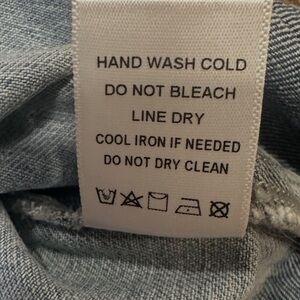 HAND WASH COLD
DO NOT BLEACH
LINE DRY
COOL IRON IF NEEDED
DO NOT DRY CLEAN